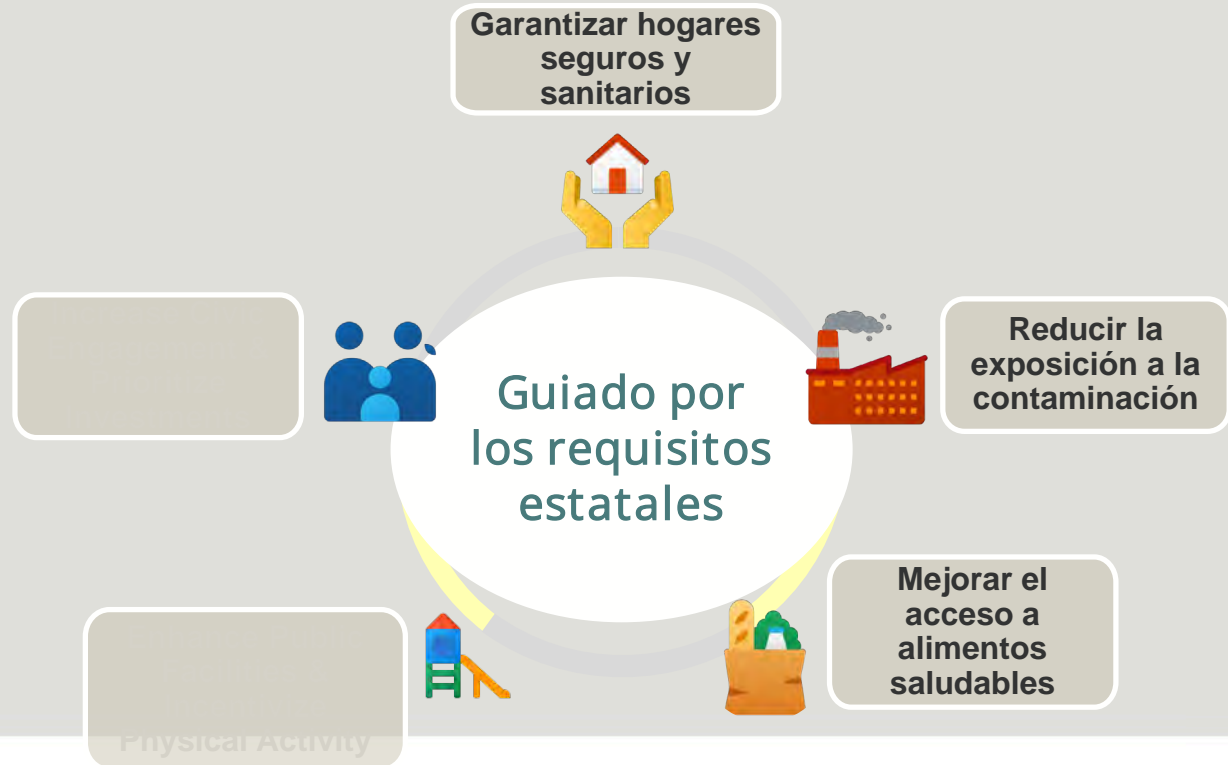 Garantizar hogares
seguros y
sanitarios
Guiado por
los requisitos
estatales
Reducir la
exposición a la
contaminación
Mejorar el
acceso a
alimentos
saludables
Physical Activity